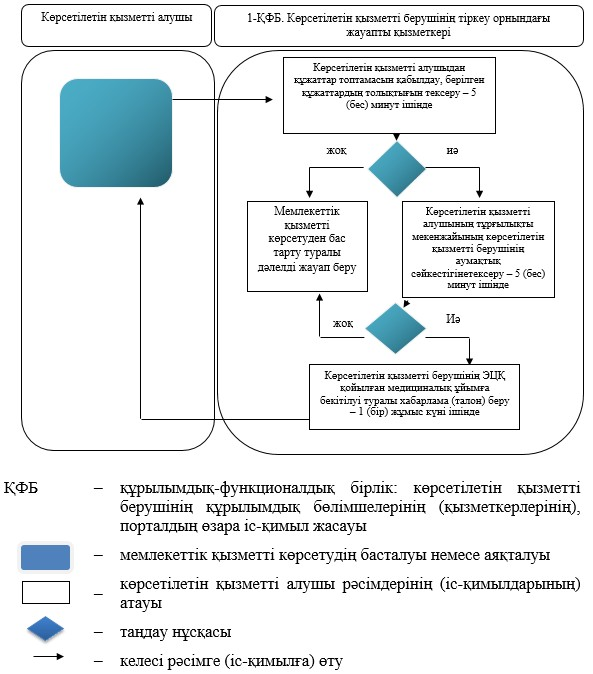 Көрсетілетін қызметті алушы
1-ҚФБ. Көрсетілетін қызметті берушінің тіркеу орнындағы
жауапты қызметкері
Көрсетілетін қызметті алушыдан
құжаттар топтамасын қабылдау, берілген
құжаттардың толықтығын тексеру – 5
(бес) минут ішінде
жоқ
иә
Мемлекеттік
қызметті
көрсетуден бас
тарту туралы
дәлелді жауап беру
Көрсетілетін қызметті
алушының тұрғылықты
мекенжайының көрсетілетін
қызметті берушінің
аумақтық
сәйкестігінетексеру – 5 (бес)
минут ішінде
жоқ
Иә
Көрсетілетін қызметті берушінің ЭЦҚ
қойылған медициналық ұйымға
бекітілуі туралы хабарлама (талон) беру
– 1 (бір) жұмыс күні ішінде
ҚФБ – құрылымдық-функционалдық бірлік: көрсетілетін қызметті
берушінің құрылымдық бөлімшелерінің (қызметкерлерінің),
порталдың өзара іс-қимыл жасауы
– мемлекеттік қызметті көрсетудің басталуы немесе аяқталуы
– көрсетілетін қызметті алушы рәсімдерінің (іс-қимылдарының)
атауы
– таңдау нұсқасы
– келесі рәсімге (іс-қимылға) өту